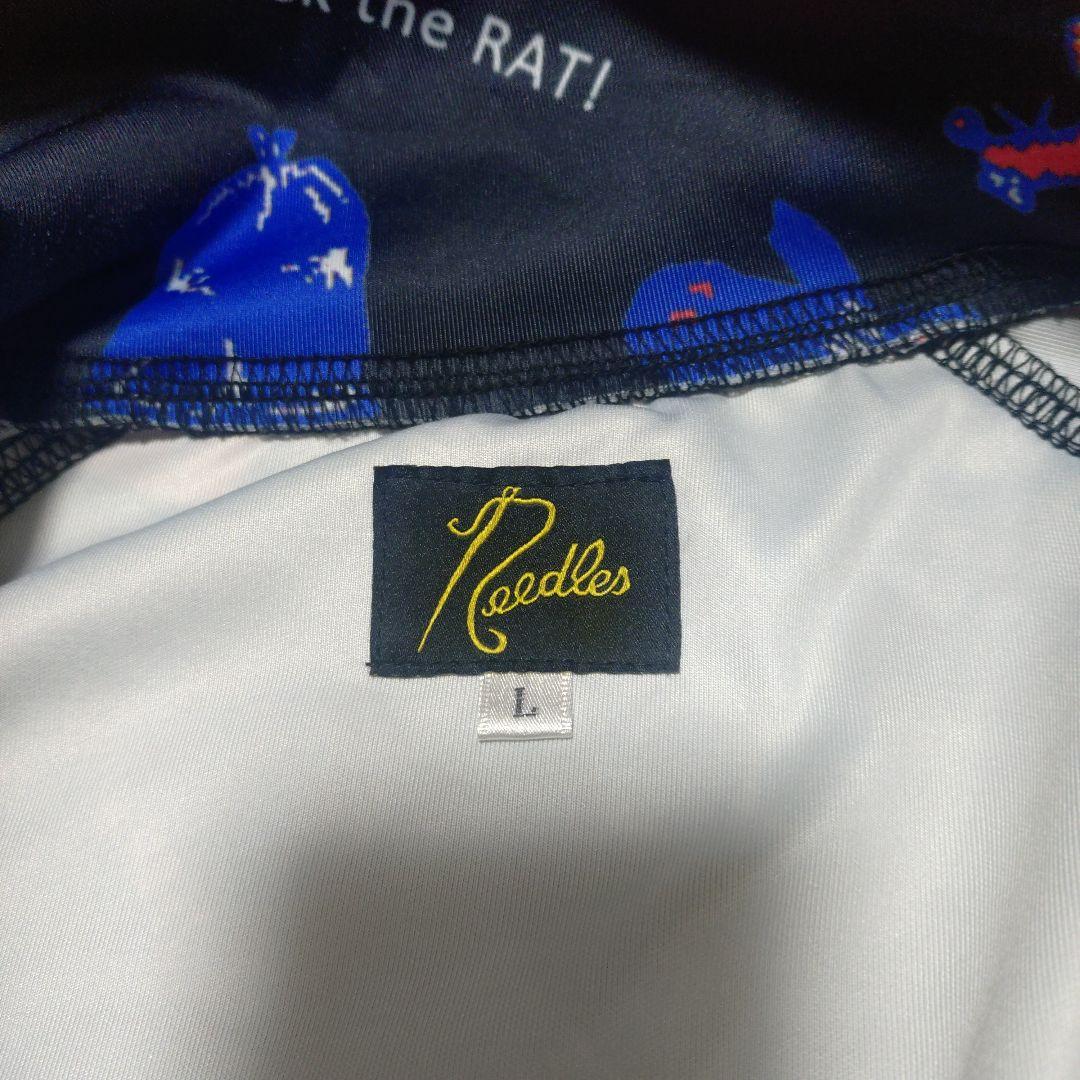 the RAT!
Needles
L